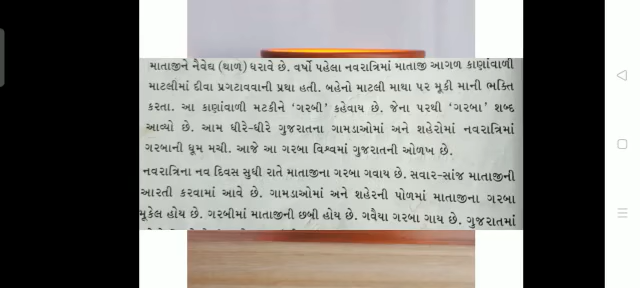 માતાજીને નૈવેદ્ય (થાળ) ધરાવે છે. વર્ષો પહેલા નવરાત્રિમાં માતાજી આગળ કાણાંવાળી
માટલીમાં દીવા પ્રગટાવવાની પ્રથા હતી. બહેનો માટલી માથા પર મૂકી માની ભક્તિ
કરતા. આ કાણાંવાળી મટકીને ‘ગરબી’ કહેવાય છે. જેના પરથી ‘ગરબા’ શબ્દ
આવ્યો છે. આમ ધીરે-ધીરે ગુજરાતના ગામડાઓમાં અને શહેરોમાં નવરાત્રિમાં
ગરબાની ધૂમ મચી. આજે આ ગરબા વિશ્વમાં ગુજરાતની ઓળખ છે.
નવરાત્રિના નવ દિવસ સુધી રાતે માતાજીના ગરબા ગવાય છે. સવાર-સાંજ માતાજીની
આરતી કરવામાં આવે છે. ગામડાઓમાં અને શહેરની પોળમાં માતાજીના ગરબા
મૂકેલ હોય છે. ગરબીમાં માતાજીની છબી હોય છે. ગવૈયા ગરબા ગાય છે. ગુજરાતમાં